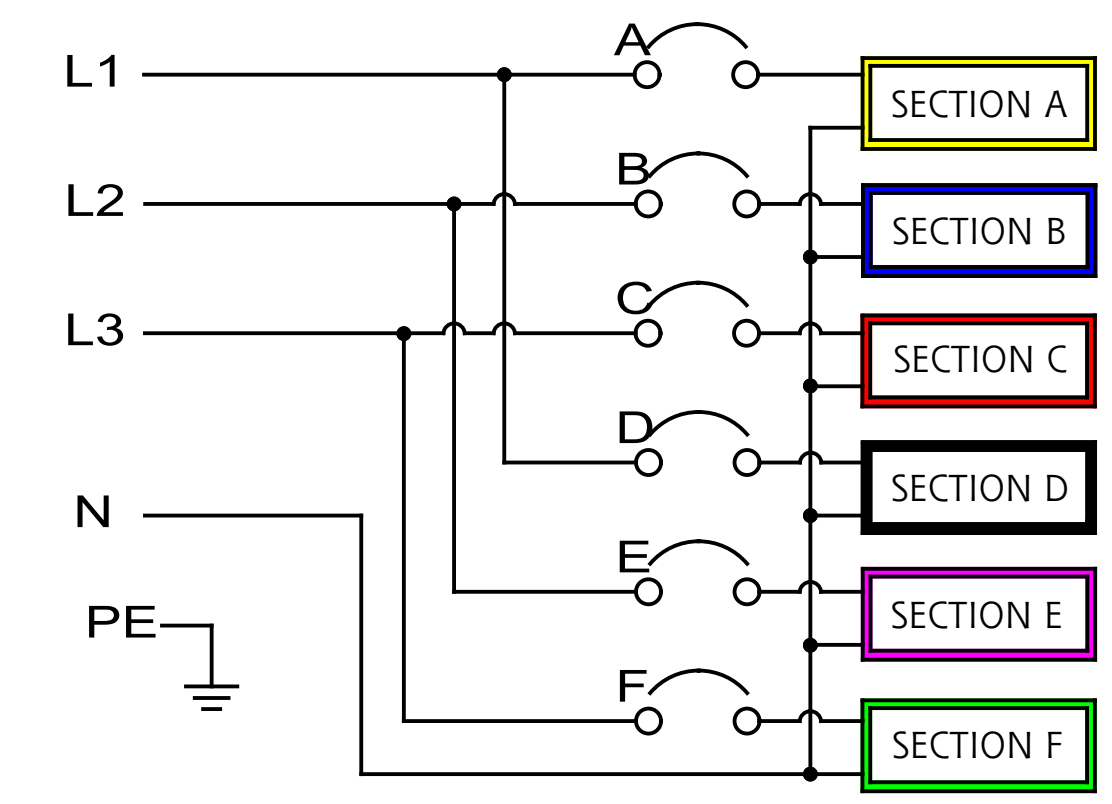 L1
A
SECTION A
L2
B
SECTION B
L3
C
SECTION C
D
SECTION D
N
E
SECTION E
PE
F
SECTION F